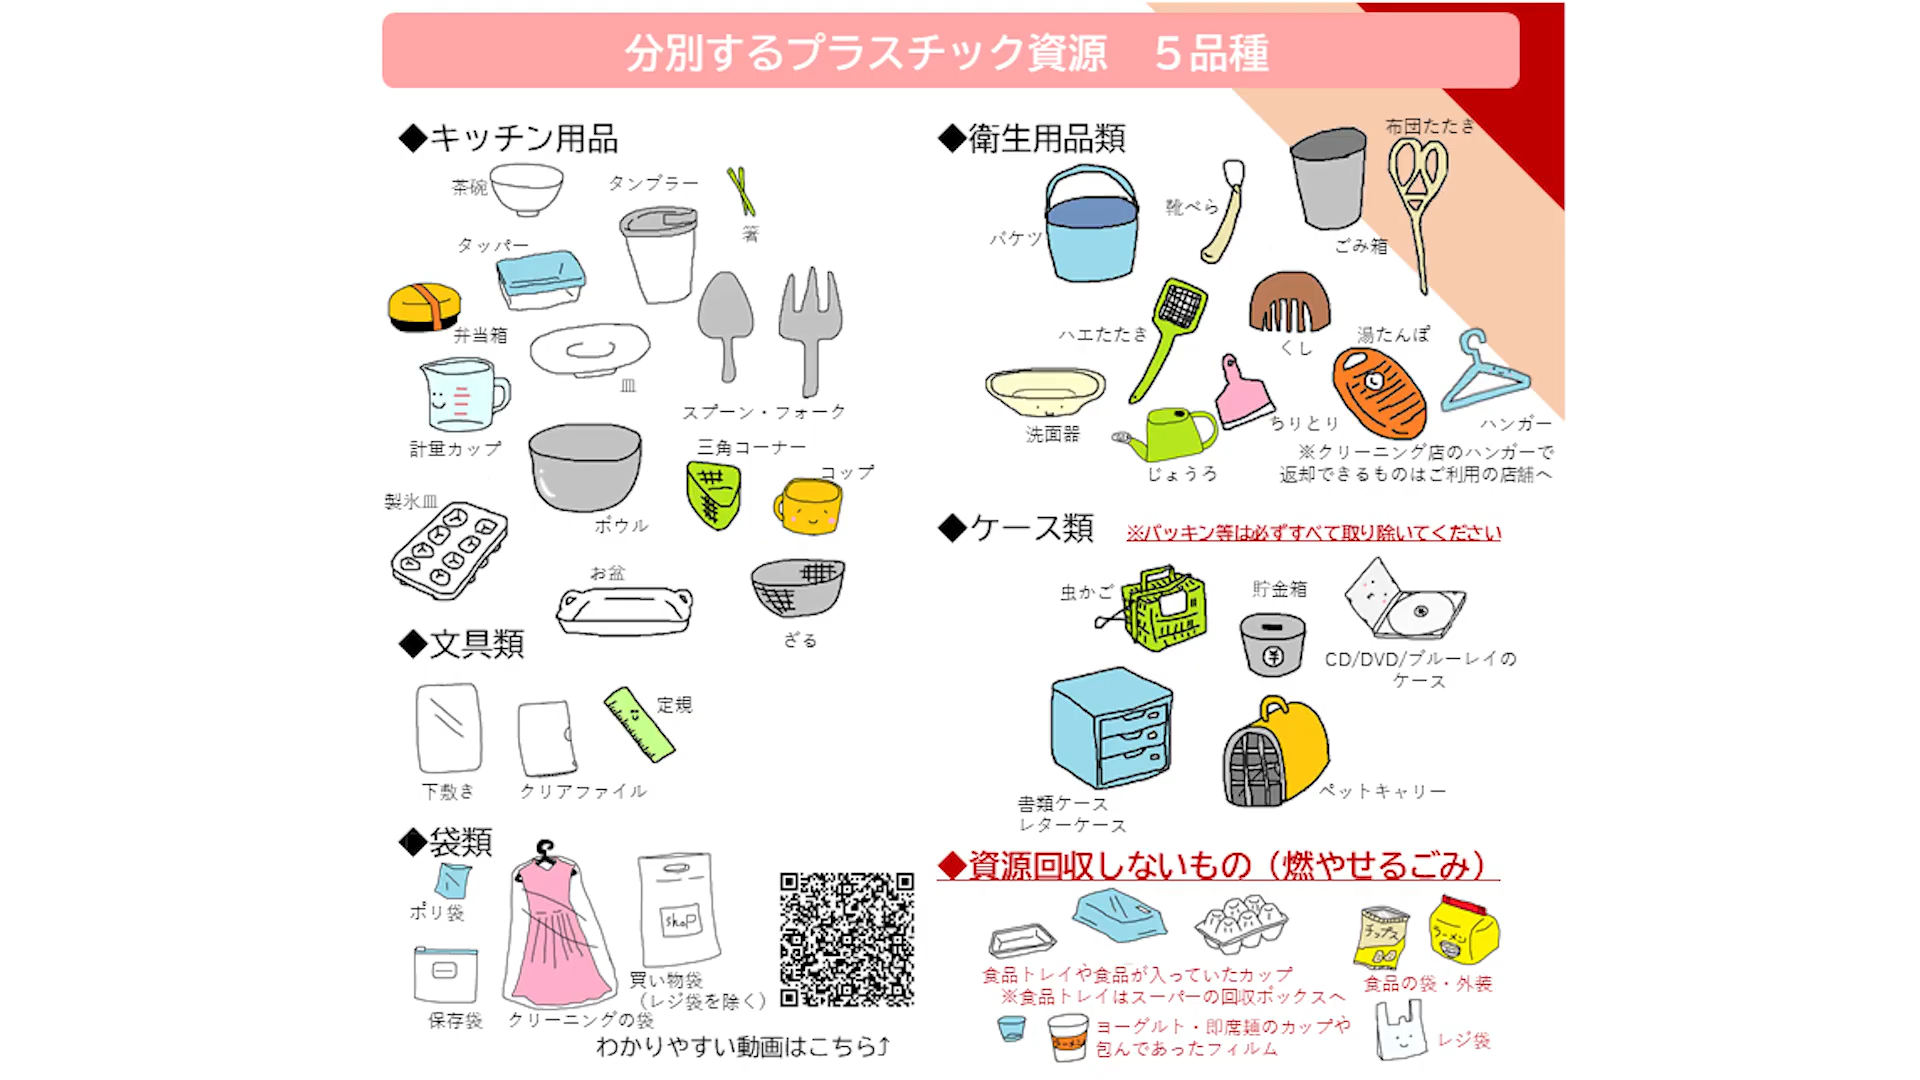 分別するプラスチック資源　５品種
◆キッチン用品
茶碗
タンブラー
箸
タッパー
弁当箱
皿
スプーン・フォーク
計量カップ
三角コーナー
コップ
製氷皿
ボウル
お盆
ざる
◆文具類
定規
下敷き
クリアファイル
◆袋類
ポリ袋
shop
買い物袋
（レジ袋を除く）
保存袋
クリーニングの袋
わかりやすい動画はこちら⤴
◆衛生用品類
布団たたき
靴べら
バケツ
ごみ箱
ハエたたき
くし
湯たんぽ
洗面器
ちりとり
ハンガー
じょうろ
※クリーニング店のハンガーで
返却できるものはご利用の店舗へ
◆ケース類
※パッキン等は必ずすべて取り除いてください
虫かご
貯金箱
¥
CD/DVD/ブルーレイの
ケース
書類ケース
レターケース
ペットキャリー
◆資源回収しないもの（燃やせるごみ）
チップス
ラーメン
食品トレイや食品が入っていたカップ
※食品トレイはスーパーの回収ボックスへ
食品の袋・外装
ラーメン
ヨーグルト・即席麺のカップや
包んであったフィルム
レジ袋